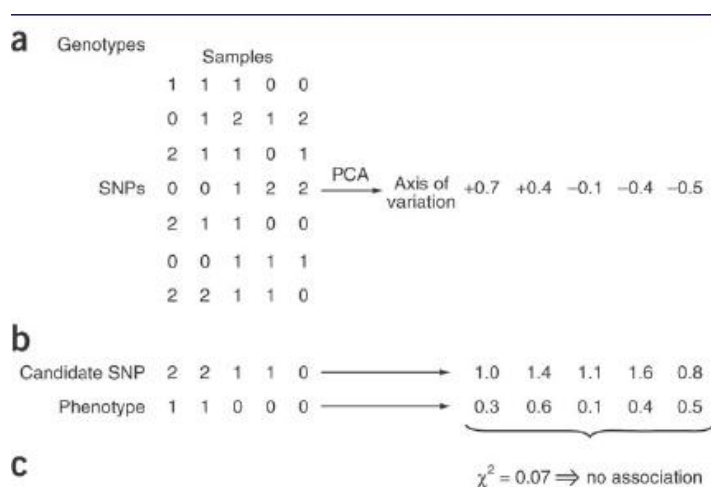 a Genotypes
Samples
1 1 1 0 0
0 1 2 1 2
2 1 1 0 1
SNPs 0 0 1 2 2 PCA Axis of variation +0.7 +0.4 −0.1 −0.4 −0.5
2 1 1 0 0
0 0 1 1 1
2 2 1 1 0
b
Candidate SNP 2 2 1 1 0 1.0 1.4 1.1 1.6 0.8
Phenotype 1 1 0 0 0 0.3 0.6 0.1 0.4 0.5
c
χ² = 0.07 ⇒ no association